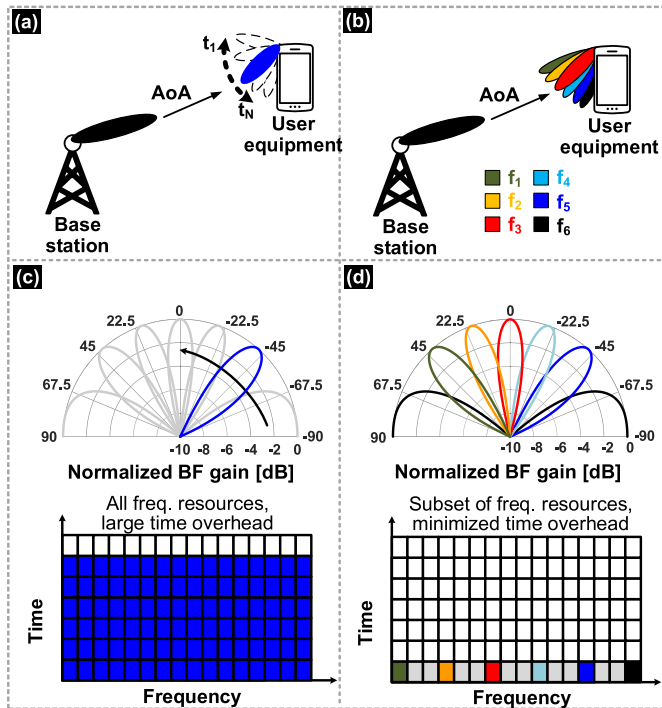 (a)
t1
tN
AoA
User
equipment
Base
station
(b)
AoA
User
equipment
f1 f4
f2 f5
f3 f6
Base
station
(c)
0
22.5 -22.5
45 -45
67.5 -67.5
90 -90
-10 -8 -6 -4 -2 0
Normalized BF gain [dB]
All freq. resources,
large time overhead
Time
Frequency
(d)
0
22.5 -22.5
45 -45
67.5 -67.5
90 -90
-10 -8 -6 -4 -2 0
Normalized BF gain [dB]
Subset of freq. resources,
minimized time overhead
Time
Frequency